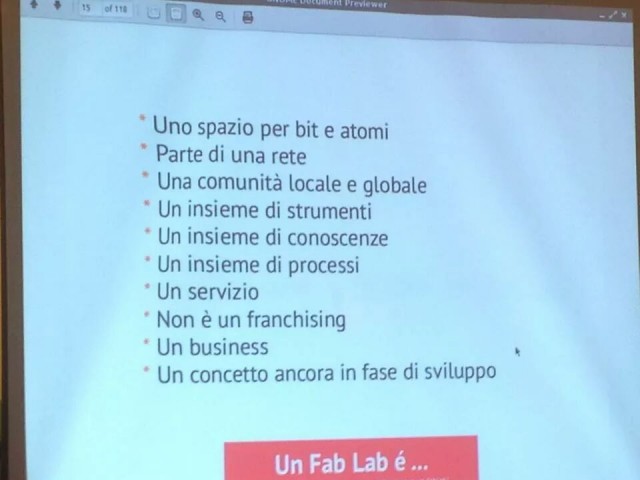 15 of 118
Document Previewer
* Uno spazio per bit e atomi
* Parte di una rete
* Una comunità locale e globale
* Un insieme di strumenti
* Un insieme di conoscenze
* Un insieme di processi
* Un servizio
* Non è un franchising
* Un business
* Un concetto ancora in fase di sviluppo
Un Fab Lab é ...